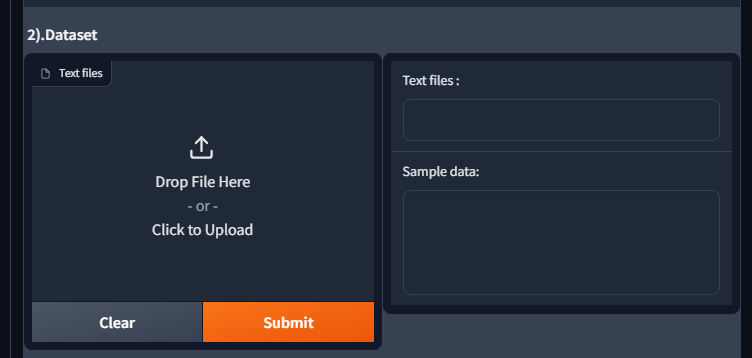 2).Dataset
Text files
Drop File Here
- or -
Click to Upload
Clear
Submit
Text files :
Sample data: